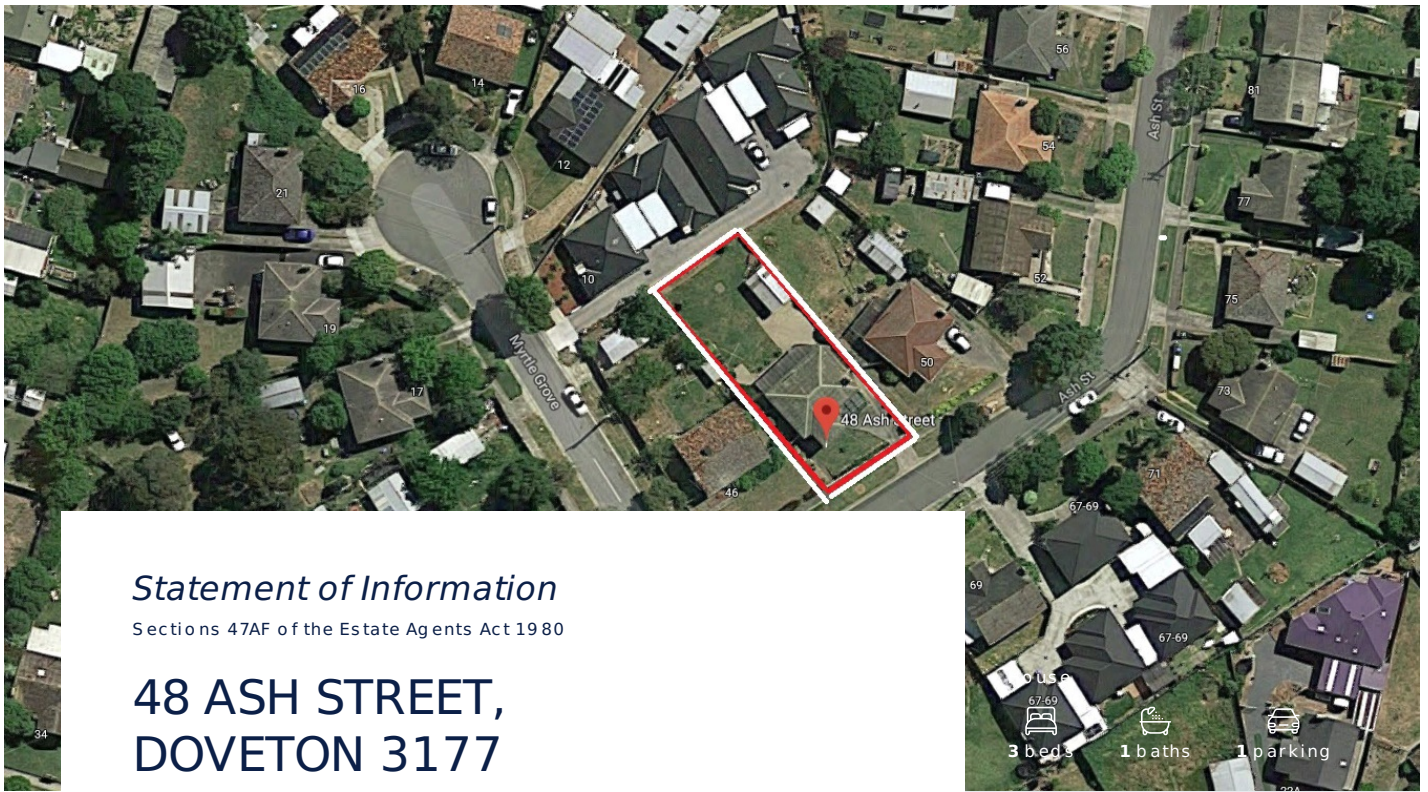 56
Ash St
81
16
14
54
12
21
77
10
52
75
19
Myrtle Grove
50
17
Ash St
73
48 Ash Street
46
71
67-69
69
67-69
67-69
34
Statement of Information
Sections 47AF of the Estate Agents Act 1980
48 ASH STREET,
DOVETON 3177
House
3 beds
1 baths
1 parking